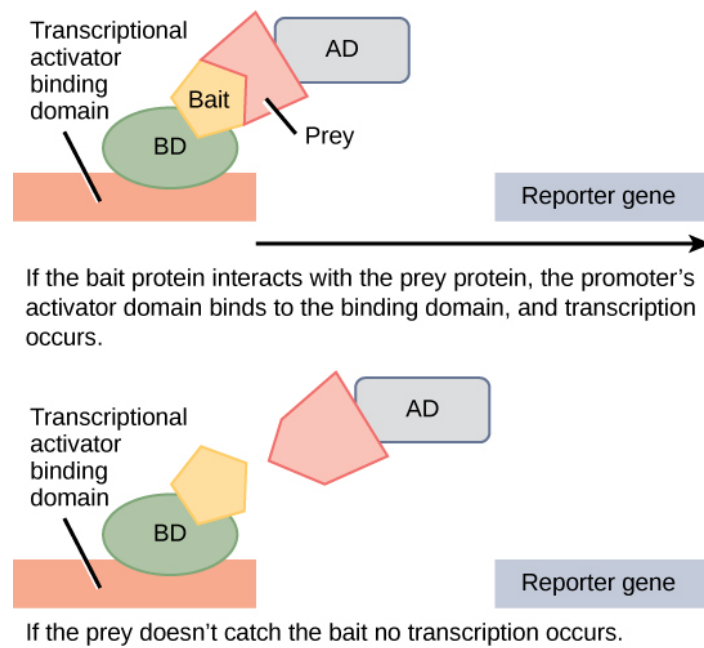 Transcriptional
activator
binding
domain
AD
Bait
BD
Prey
Reporter gene
If the bait protein interacts with the prey protein, the promoter’s
activator domain binds to the binding domain, and transcription
occurs.
Transcriptional
activator
binding
domain
AD
BD
Reporter gene
If the prey doesn’t catch the bait no transcription occurs.